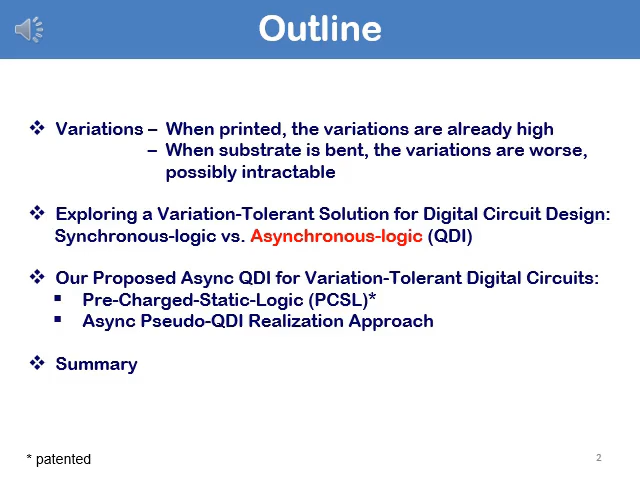 Outline
❖ Variations – When printed, the variations are already high
– When substrate is bent, the variations are worse,
possibly intractable
❖ Exploring a Variation-Tolerant Solution for Digital Circuit Design:
Synchronous-logic vs. Asynchronous-logic (QDI)
❖ Our Proposed Async QDI for Variation-Tolerant Digital Circuits:
▪ Pre-Charged-Static-Logic (PCSL)*
▪ Async Pseudo-QDI Realization Approach
❖ Summary
* patented
2